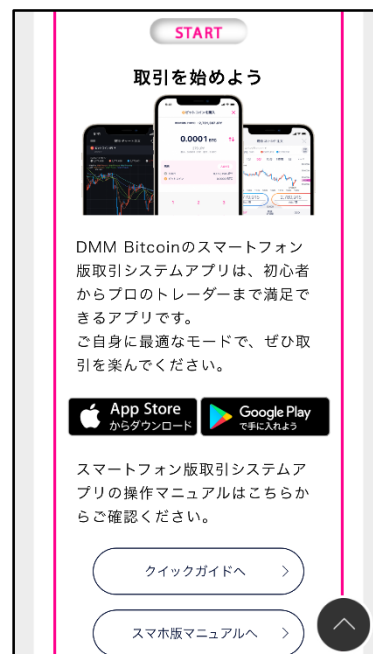 START
取引を始めよう
0.0001 BTC
DMM Bitcoinのスマートフォン
版取引システムアプリは、初心者
からプロのトレーダーまで満足で
きるアプリです。
ご自身に最適なモードで、ぜひ取
引を楽んでください。
App Store
からダウンロード
Google Play
で手に入れよう
スマートフォン版取引システムア
プリの操作マニュアルはこちらか
らご確認ください。
クイックガイドへ
スマホ版マニュアルへ